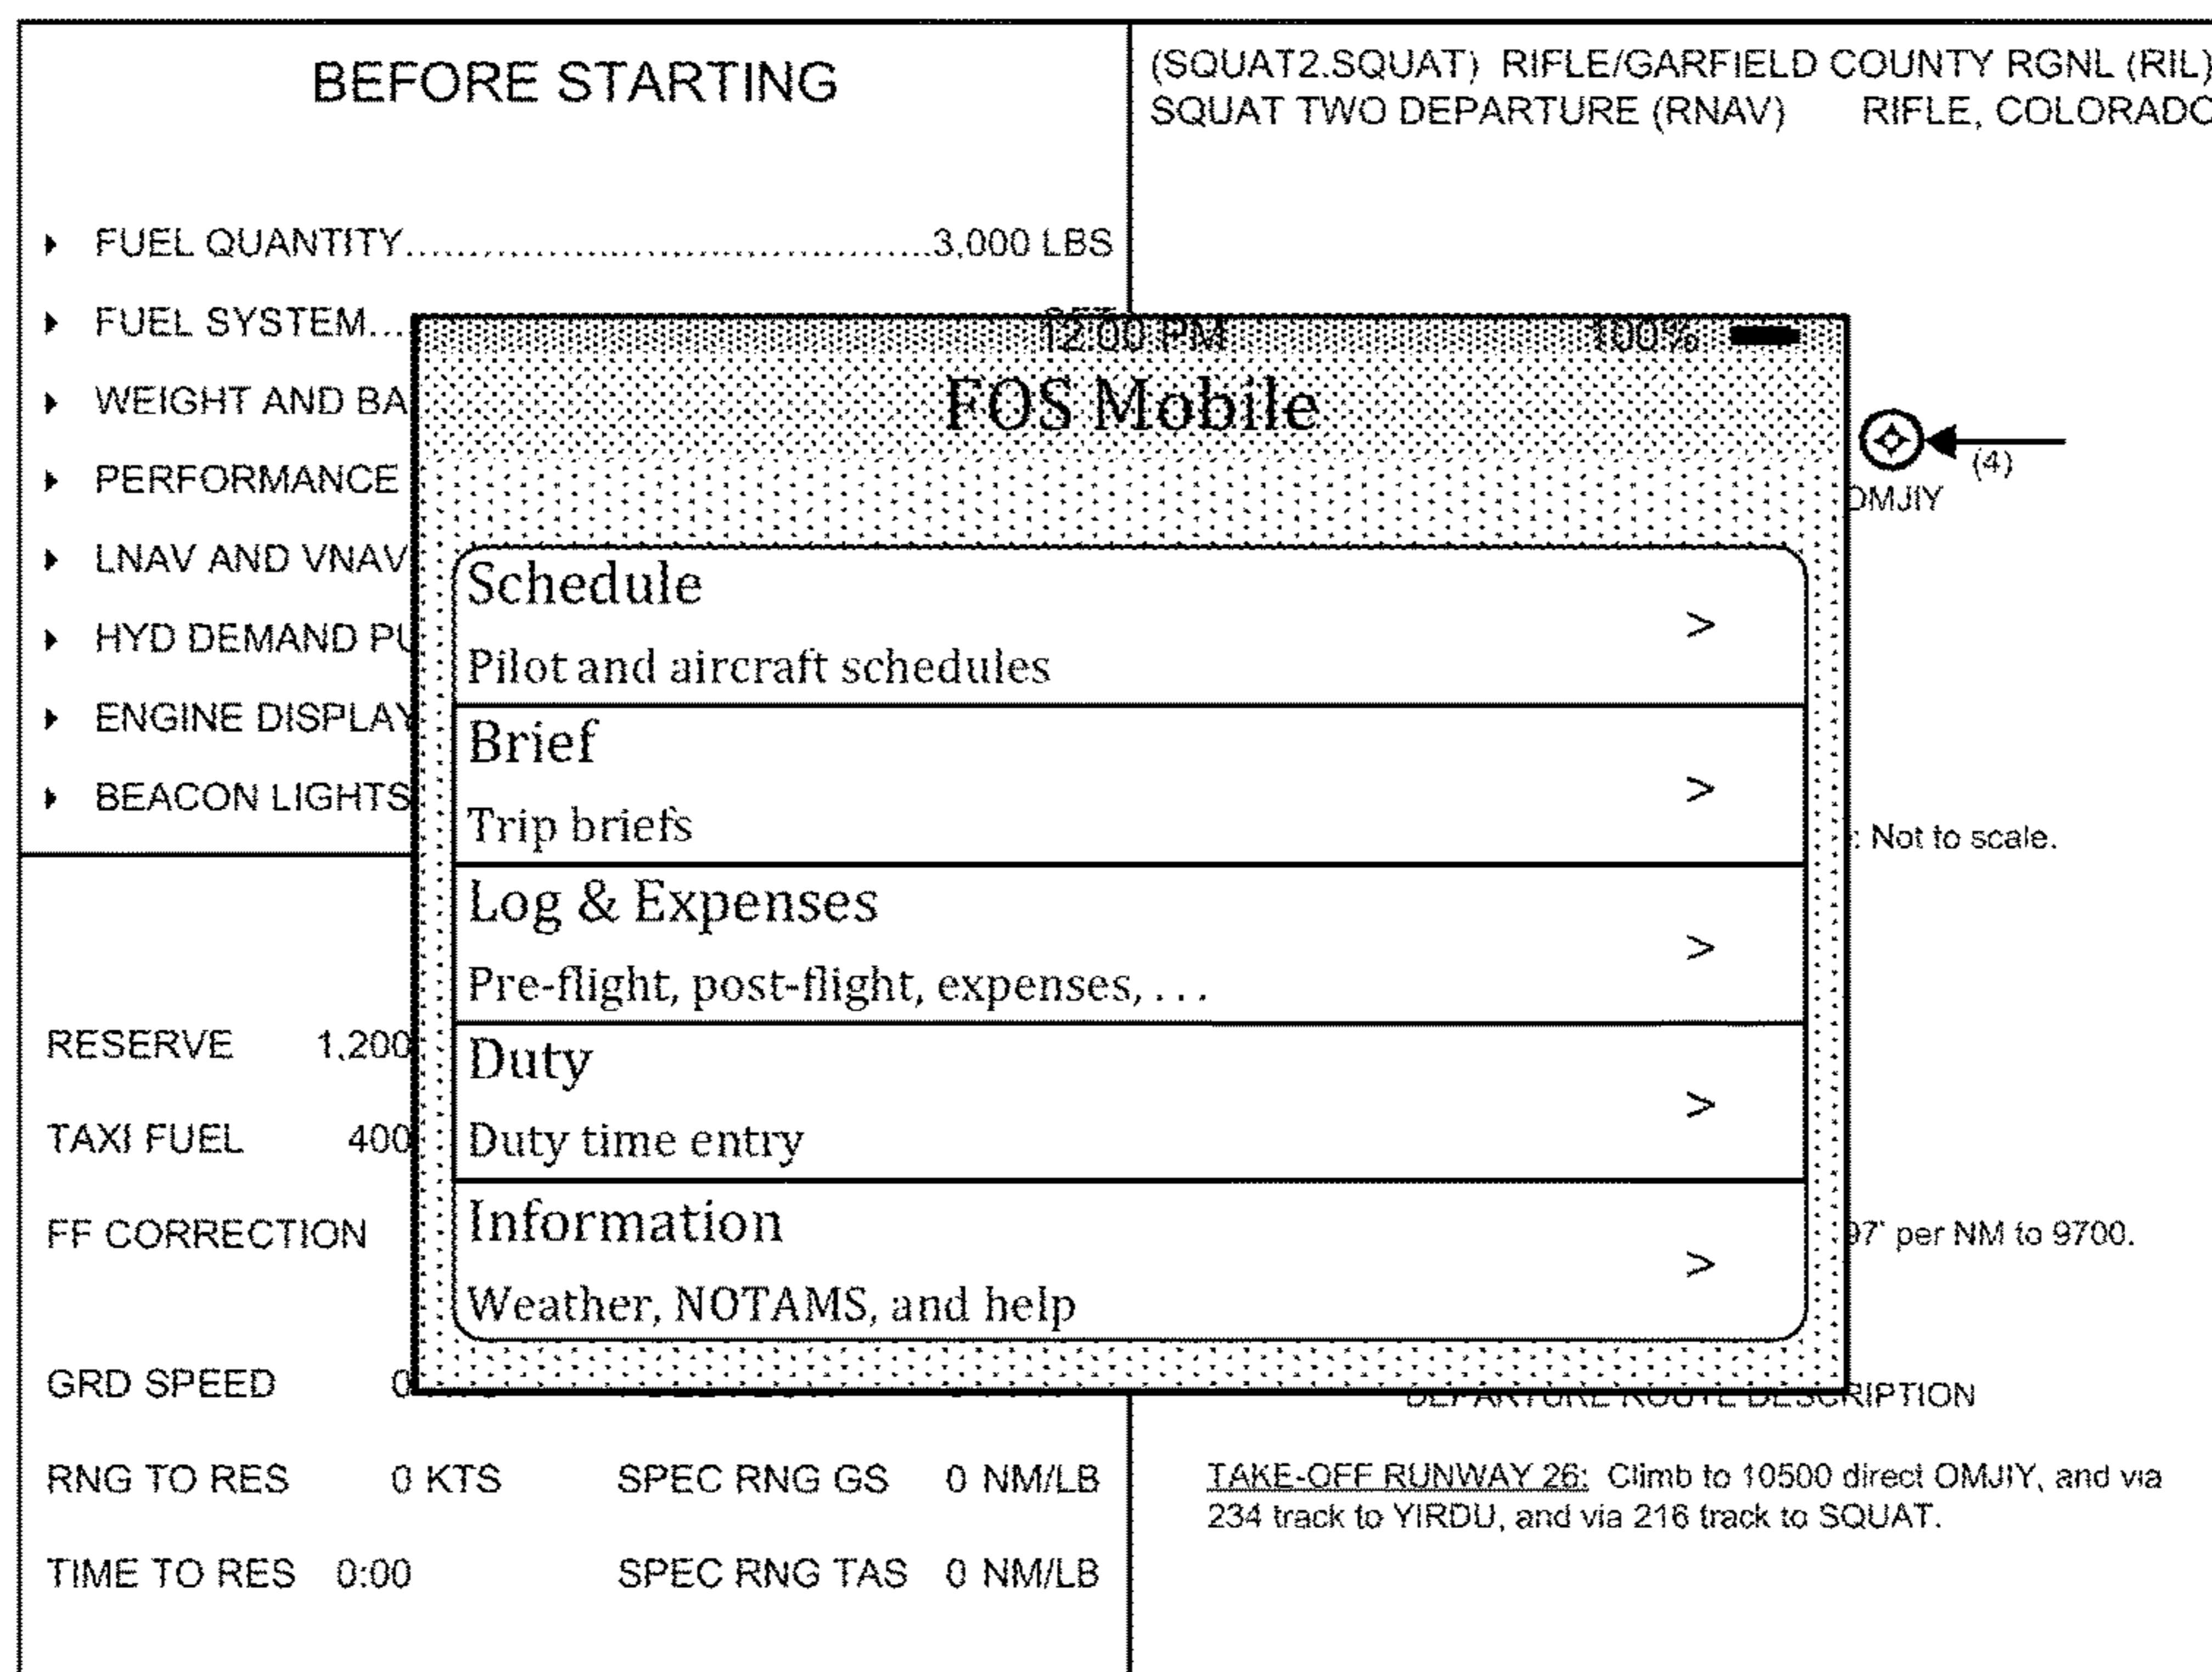 BEFORE STARTING
FUEL QUANTITY..........................................3,000 LBS
FUEL SYSTEM...
WEIGHT AND BA
PERFORMANCE
LNAV AND VNAV
HYD DEMAND PU
ENGINE DISPLAY
BEACON LIGHTS
(SQUAT2.SQUAT) RIFLE/GARFIELD COUNTY RGNL (RIL)
SQUAT TWO DEPARTURE (RNAV) RIFLE, COLORADO
12:00 PM 100%
FOS Mobile
Schedule
>
Pilot and aircraft schedules
Brief
>
Trip briefs
Log & Expenses
>
Pre-flight, post-flight, expenses, ...
Duty
>
Duty time entry
Information
>
Weather, NOTAMS, and help
(4)
OMJIY
: Not to scale.
97' per NM to 9700.
RESERVE 1,200
TAXI FUEL 400
FF CORRECTION
GRD SPEED 0
RNG TO RES 0 KTS SPEC RNG GS 0 NM/LB
TIME TO RES 0:00 SPEC RNG TAS 0 NM/LB
DEPARTURE ROUTE DESCRIPTION
TAKE-OFF RUNWAY 26: Climb to 10500 direct OMJIY, and via
234 track to YIRDU, and via 216 track to SQUAT.